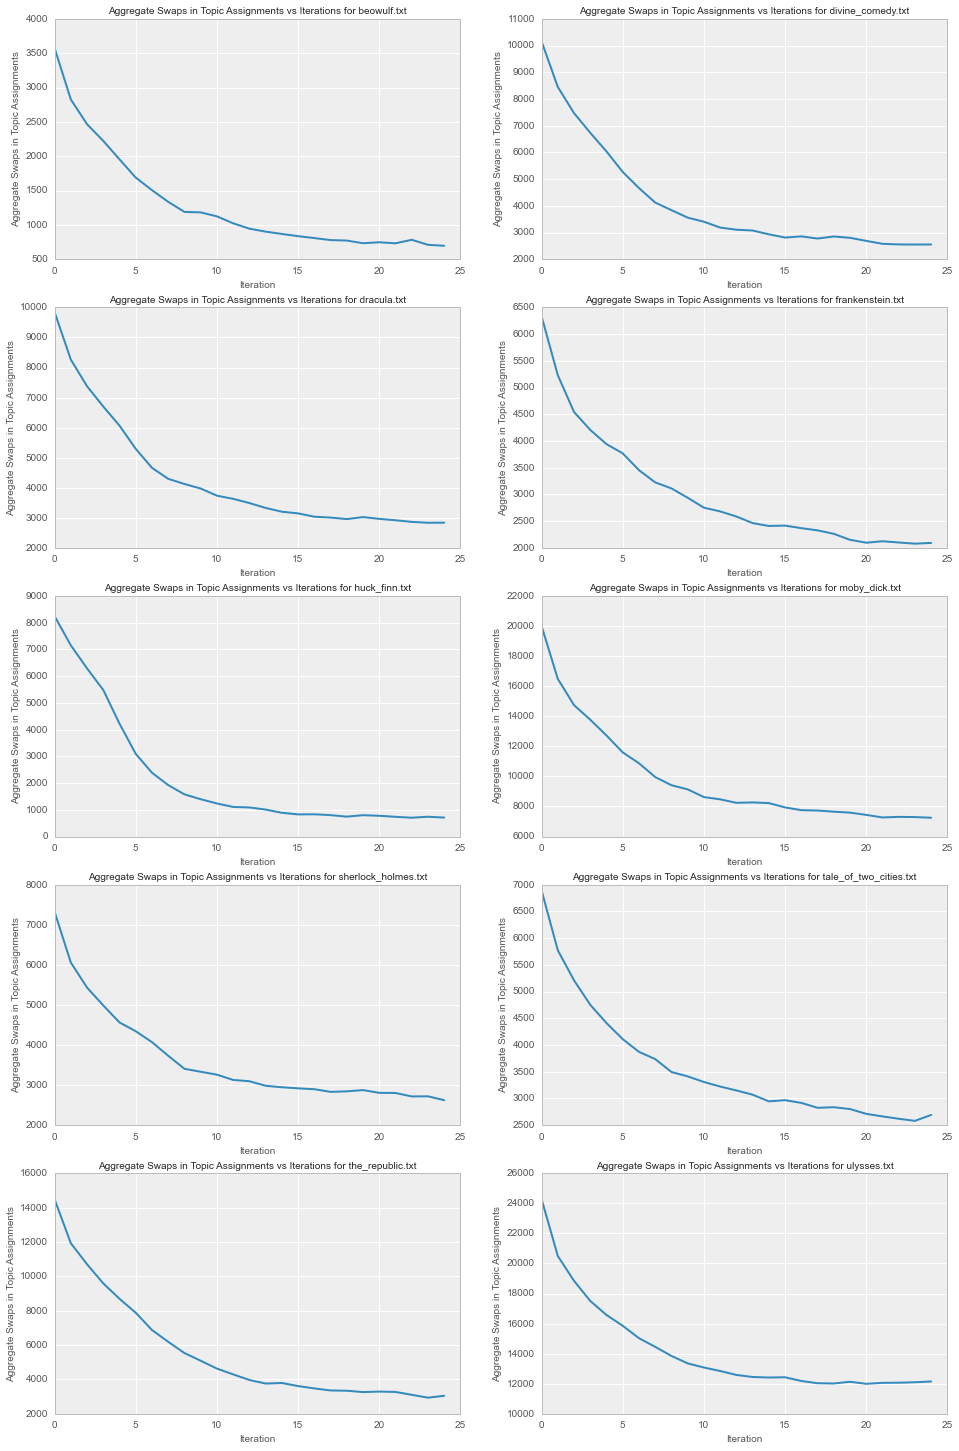 Aggregate Swaps in Topic Assignments vs Iterations for beowulf.txt
Aggregate Swaps in Topic Assignments
4000
3500
3000
2500
2000
1500
1000
500
0 5 10 15 20 25
Iteration
Aggregate Swaps in Topic Assignments vs Iterations for divine_comedy.txt
Aggregate Swaps in Topic Assignments
11000
10000
9000
8000
7000
6000
5000
4000
3000
2000
0 5 10 15 20 25
Iteration
Aggregate Swaps in Topic Assignments vs Iterations for dracula.txt
Aggregate Swaps in Topic Assignments
10000
9000
8000
7000
6000
5000
4000
3000
2000
0 5 10 15 20 25
Iteration
Aggregate Swaps in Topic Assignments vs Iterations for frankenstein.txt
Aggregate Swaps in Topic Assignments
6500
6000
5500
5000
4500
4000
3500
3000
2500
2000
0 5 10 15 20 25
Iteration
Aggregate Swaps in Topic Assignments vs Iterations for huck_finn.txt
Aggregate Swaps in Topic Assignments
9000
8000
7000
6000
5000
4000
3000
2000
1000
0
0 5 10 15 20 25
Iteration
Aggregate Swaps in Topic Assignments vs Iterations for moby_dick.txt
Aggregate Swaps in Topic Assignments
22000
20000
18000
16000
14000
12000
10000
8000
6000
0 5 10 15 20 25
Iteration
Aggregate Swaps in Topic Assignments vs Iterations for sherlock_holmes.txt
Aggregate Swaps in Topic Assignments
8000
7000
6000
5000
4000
3000
2000
0 5 10 15 20 25
Iteration
Aggregate Swaps in Topic Assignments vs Iterations for tale_of_two_cities.txt
Aggregate Swaps in Topic Assignments
7000
6500
6000
5500
5000
4500
4000
3500
3000
2500
0 5 10 15 20 25
Iteration
Aggregate Swaps in Topic Assignments vs Iterations for the_republic.txt
Aggregate Swaps in Topic Assignments
16000
14000
12000
10000
8000
6000
4000
2000
0 5 10 15 20 25
Iteration
Aggregate Swaps in Topic Assignments vs Iterations for ulysses.txt
Aggregate Swaps in Topic Assignments
26000
24000
22000
20000
18000
16000
14000
12000
10000
0 5 10 15 20 25
Iteration